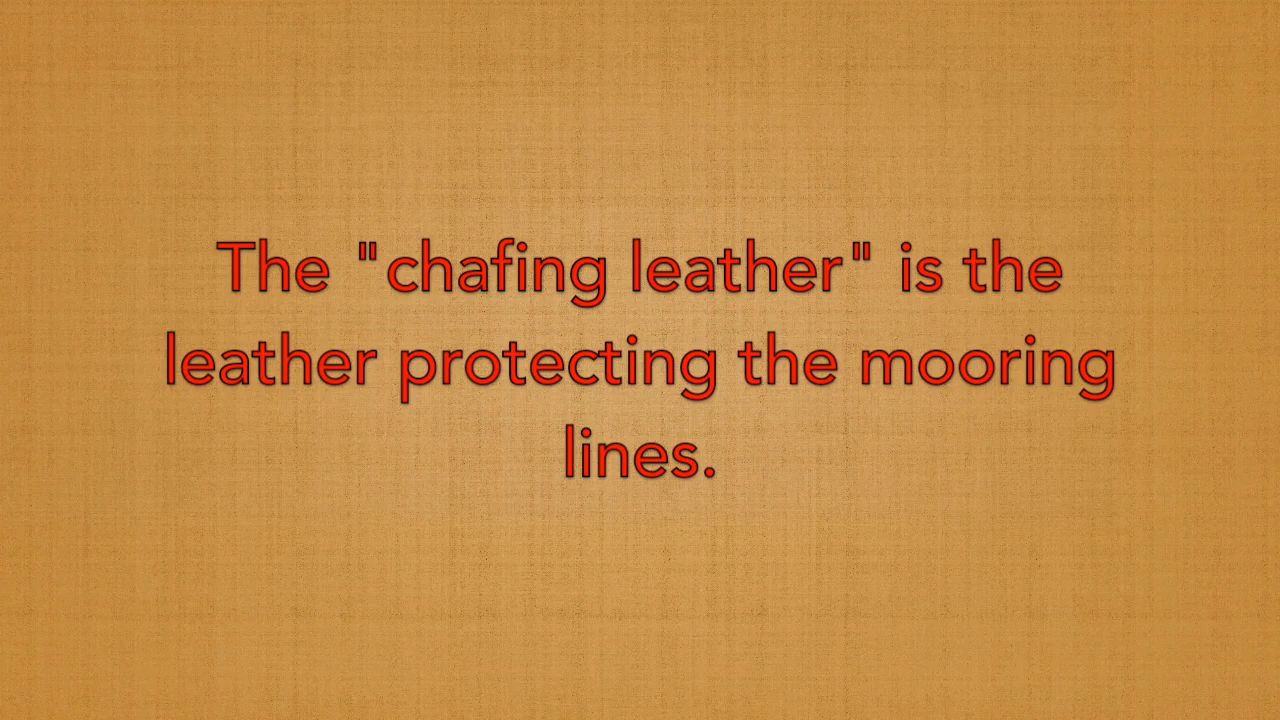 The "chafing leather" is the
leather protecting the mooring
lines.